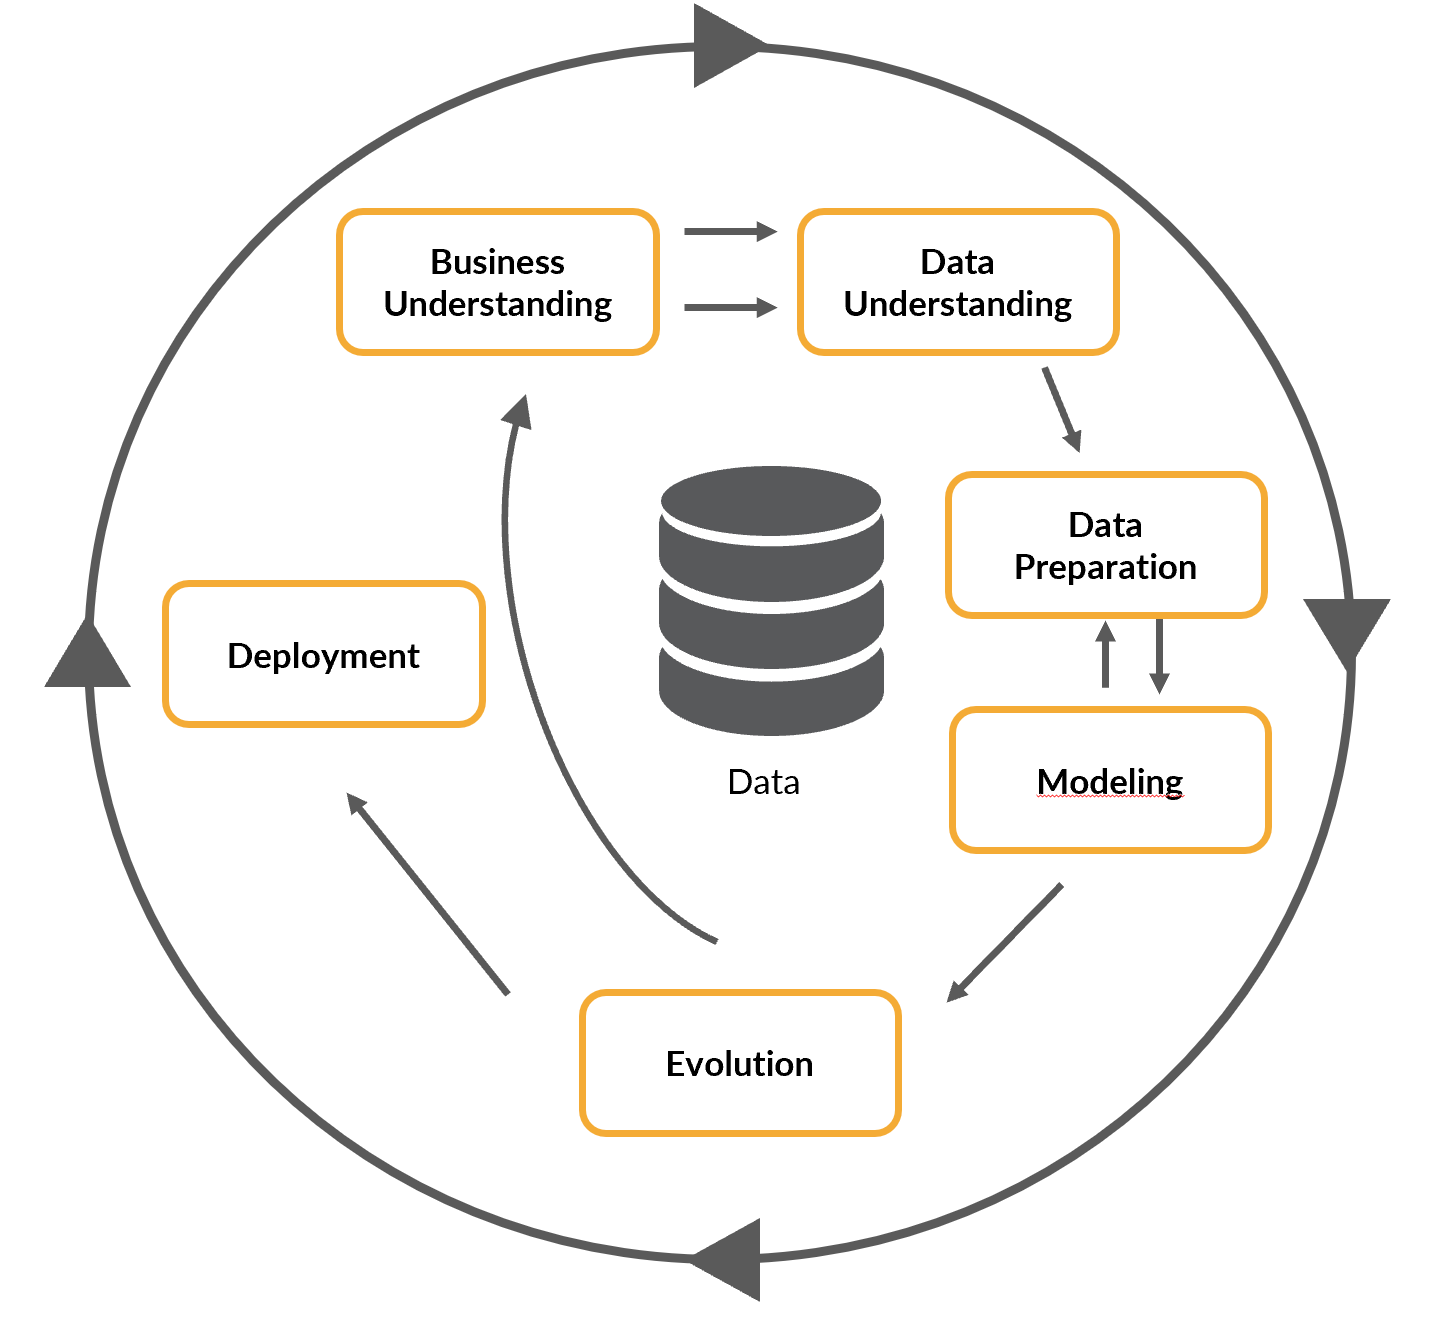 Business
Understanding
Data
Understanding
Data
Preparation
Deployment
Data
Modeling
Evolution